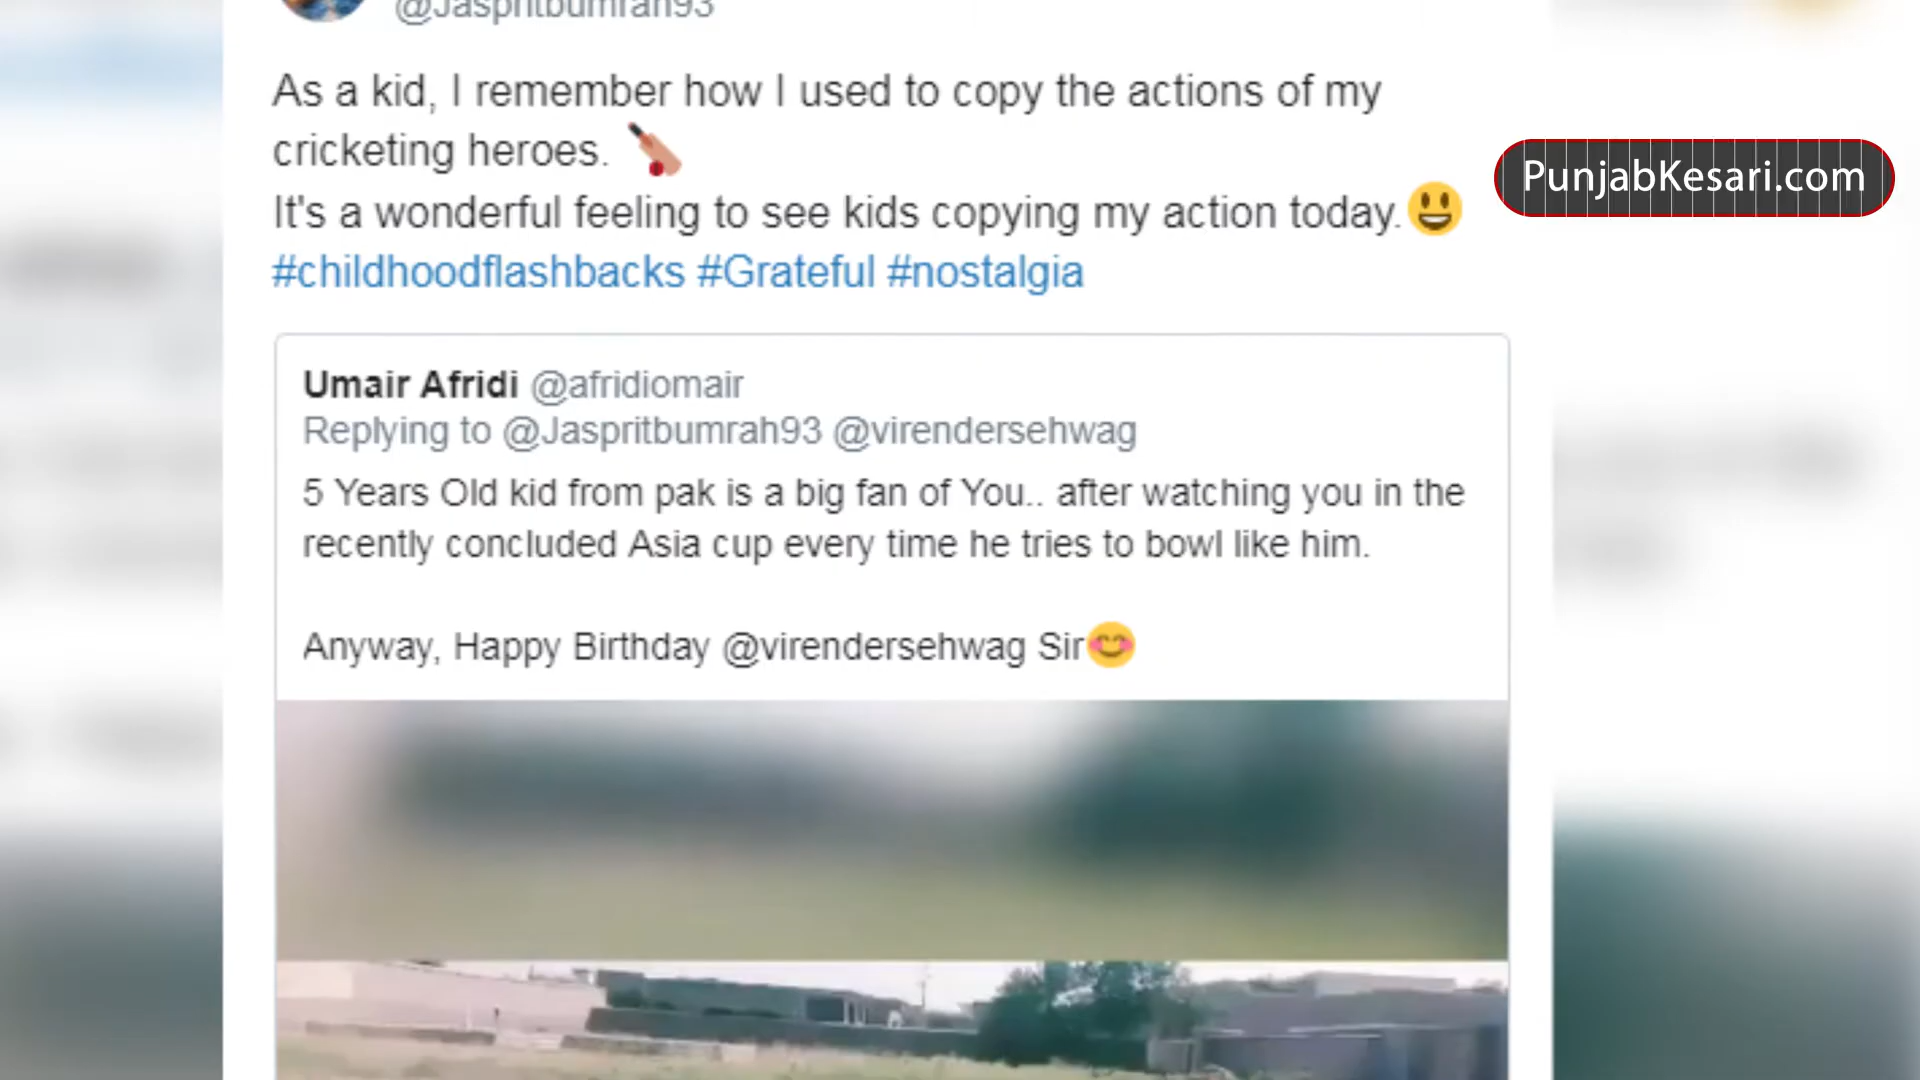 @Jaspritbumrah93
As a kid, I remember how I used to copy the actions of my
cricketing heroes. 🏏
It's a wonderful feeling to see kids copying my action today.😃
#childhoodflashbacks #Grateful #nostalgia
PunjabKesari.com
Umair Afridi @afridiomair
Replying to @Jaspritbumrah93 @virendersehwag
5 Years Old kid from pak is a big fan of You.. after watching you in the
recently concluded Asia cup every time he tries to bowl like him.
Anyway, Happy Birthday @virendersehwag Sir😊